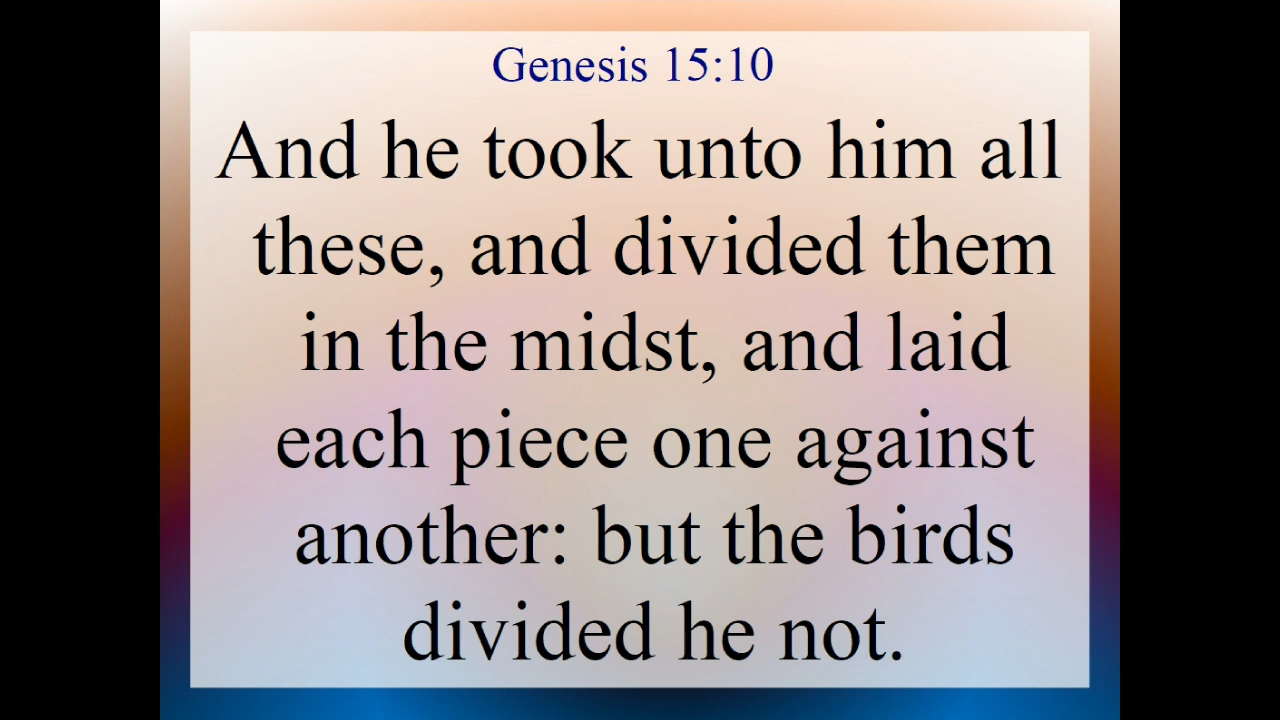 Genesis 15:10
And he took unto him all
these, and divided them
in the midst, and laid
each piece one against
another: but the birds
divided he not.